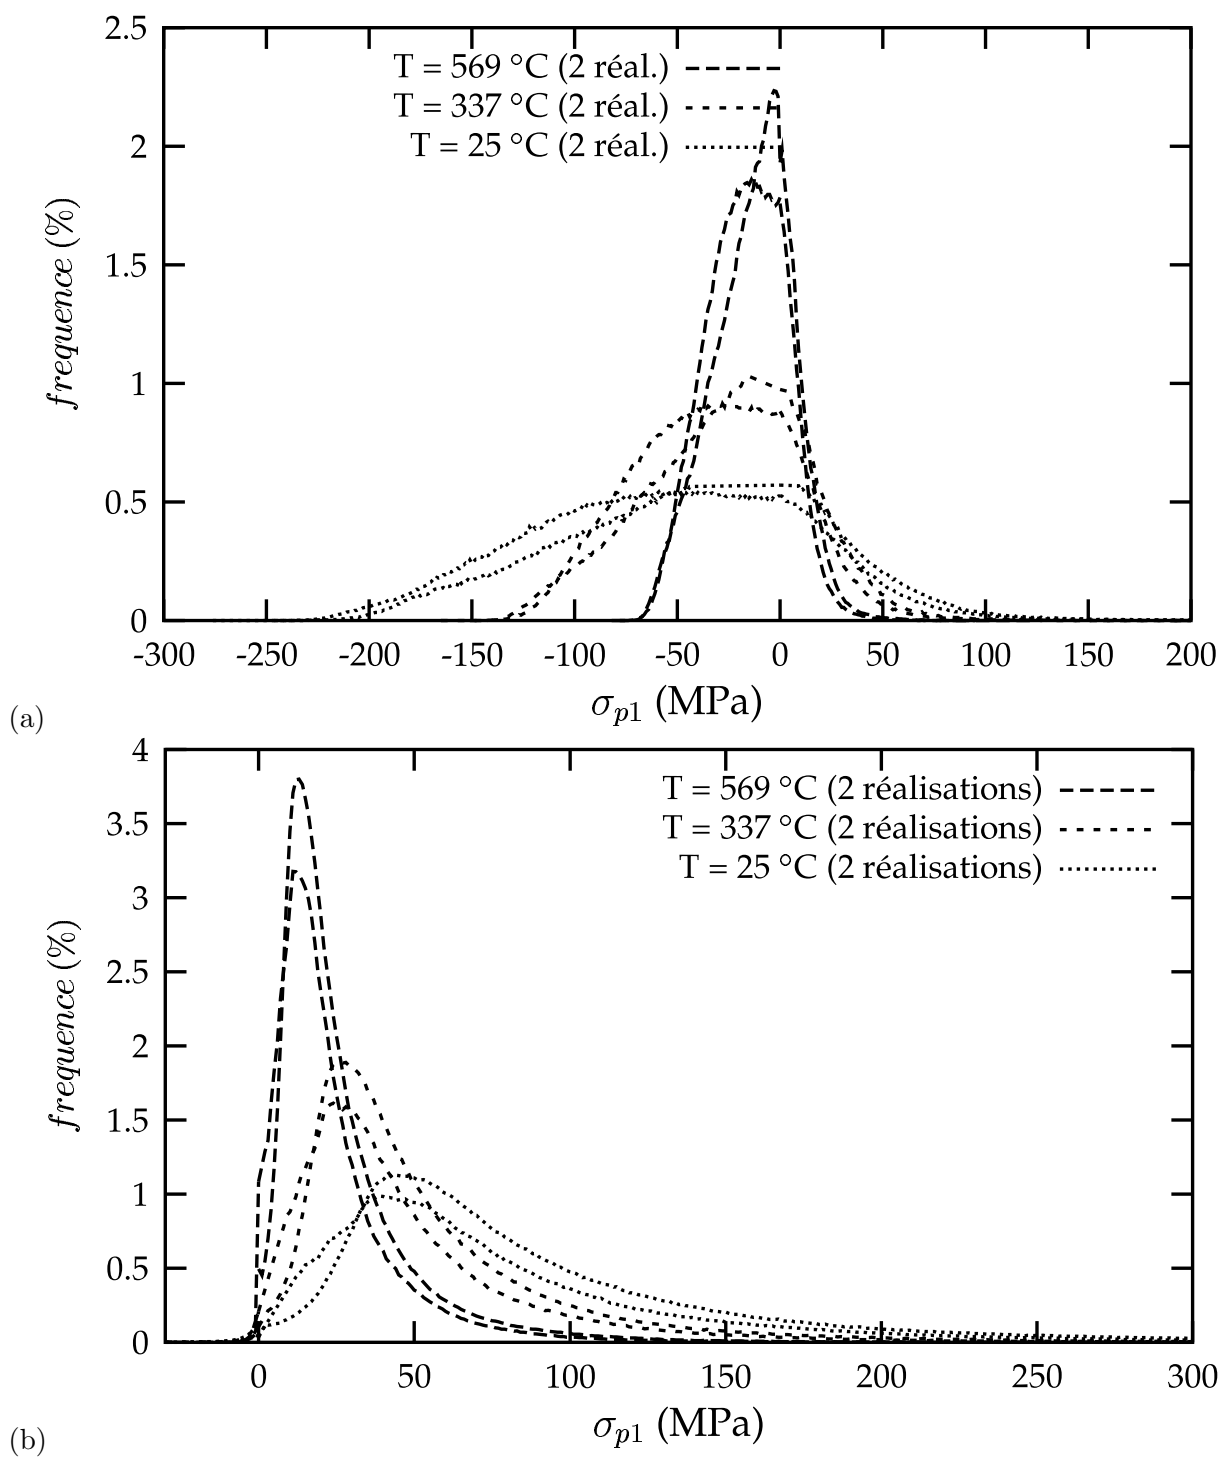 2.5
T = 569 °C (2 réal.)
T = 337 °C (2 réal.)
T = 25 °C (2 réal.)
2
1.5
1
0.5
0
frequence (%)
-300 -250 -200 -150 -100 -50 0 50 100 150 200
σp1 (MPa)
(a)
4
T = 569 °C (2 réalisations)
T = 337 °C (2 réalisations)
T = 25 °C (2 réalisations)
3.5
3
2.5
2
1.5
1
0.5
0
frequence (%)
0 50 100 150 200 250 300
σp1 (MPa)
(b)